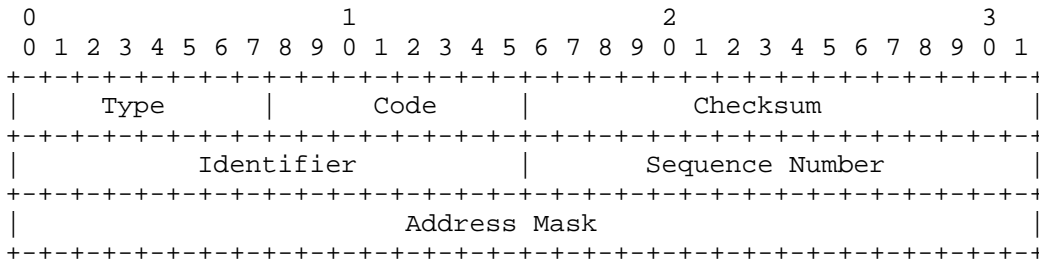 0                   1                   2                   3
 0 1 2 3 4 5 6 7 8 9 0 1 2 3 4 5 6 7 8 9 0 1 2 3 4 5 6 7 8 9 0 1
+-+-+-+-+-+-+-+-+-+-+-+-+-+-+-+-+-+-+-+-+-+-+-+-+-+-+-+-+-+-+-+-+
|     Type      |      Code     |          Checksum             |
+-+-+-+-+-+-+-+-+-+-+-+-+-+-+-+-+-+-+-+-+-+-+-+-+-+-+-+-+-+-+-+-+
|           Identifier          |       Sequence Number         |
+-+-+-+-+-+-+-+-+-+-+-+-+-+-+-+-+-+-+-+-+-+-+-+-+-+-+-+-+-+-+-+-+
|                        Address Mask                           |
+-+-+-+-+-+-+-+-+-+-+-+-+-+-+-+-+-+-+-+-+-+-+-+-+-+-+-+-+-+-+-+-+